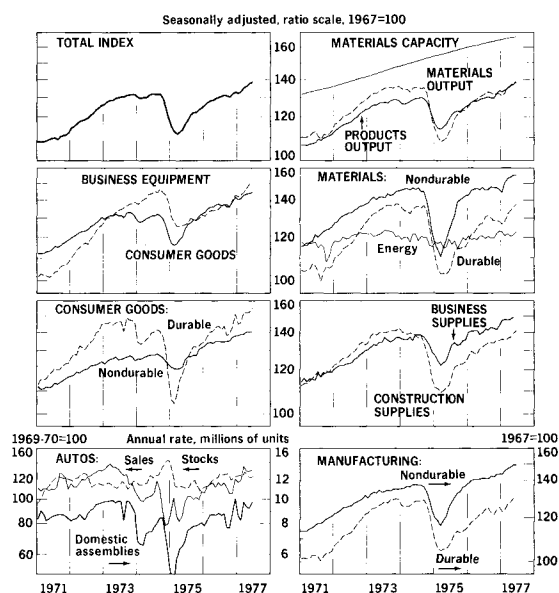 Seasonally adjusted, ratio scale, 1967=100
TOTAL INDEX
160
140
120
100
MATERIALS CAPACITY
MATERIALS
OUTPUT
PRODUCTS
OUTPUT
BUSINESS EQUIPMENT
CONSUMER GOODS
160
140
120
100
MATERIALS:
Nondurable
Energy
Durable
CONSUMER GOODS:
Durable
Nondurable
160
140
120
100
BUSINESS
SUPPLIES
CONSTRUCTION
SUPPLIES
1969-70=100
Annual rate, millions of units
1967=100
160
120
100
80
60
AUTOS:
Sales
Stocks
Domestic
assemblies
16
12
10
8
6
MANUFACTURING:
Nondurable
Durable
160
140
120
100
1971
1973
1975
1977
1971
1973
1975
1977